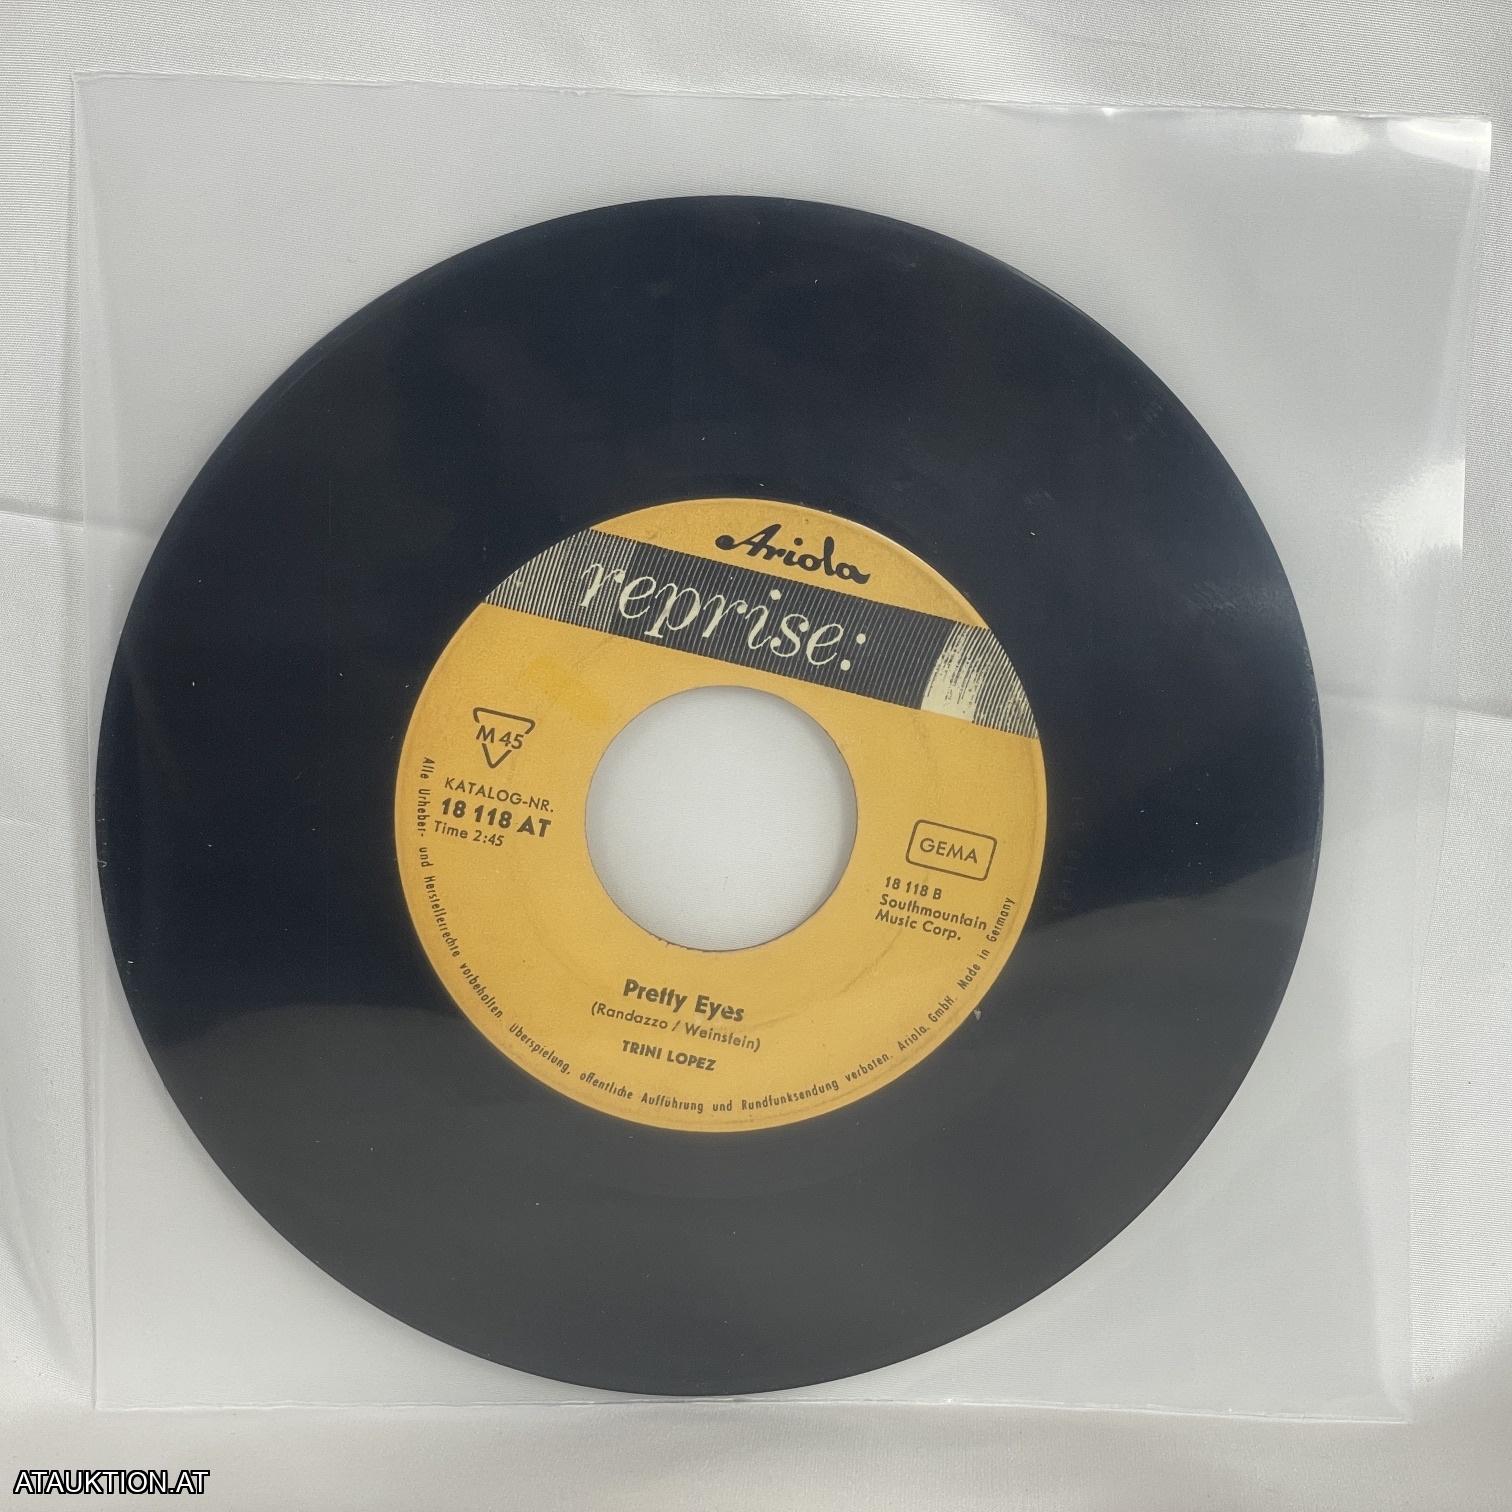 Ariola
reprise:
M 45
KATALOG-NR.
18 118 AT
Time 2:45
GEMA
18 118 B
Southmountain
Music Corp.
Pretty Eyes
(Randazzo / Weinstein)
TRINI LOPEZ
Alle Urheber- und Herstellerrechte vorbehalten. Überspielung, öffentliche Aufführung und Rundfunksendung verboten. Ariola. GmbH. Made in Germany
ATAUKTION.AT